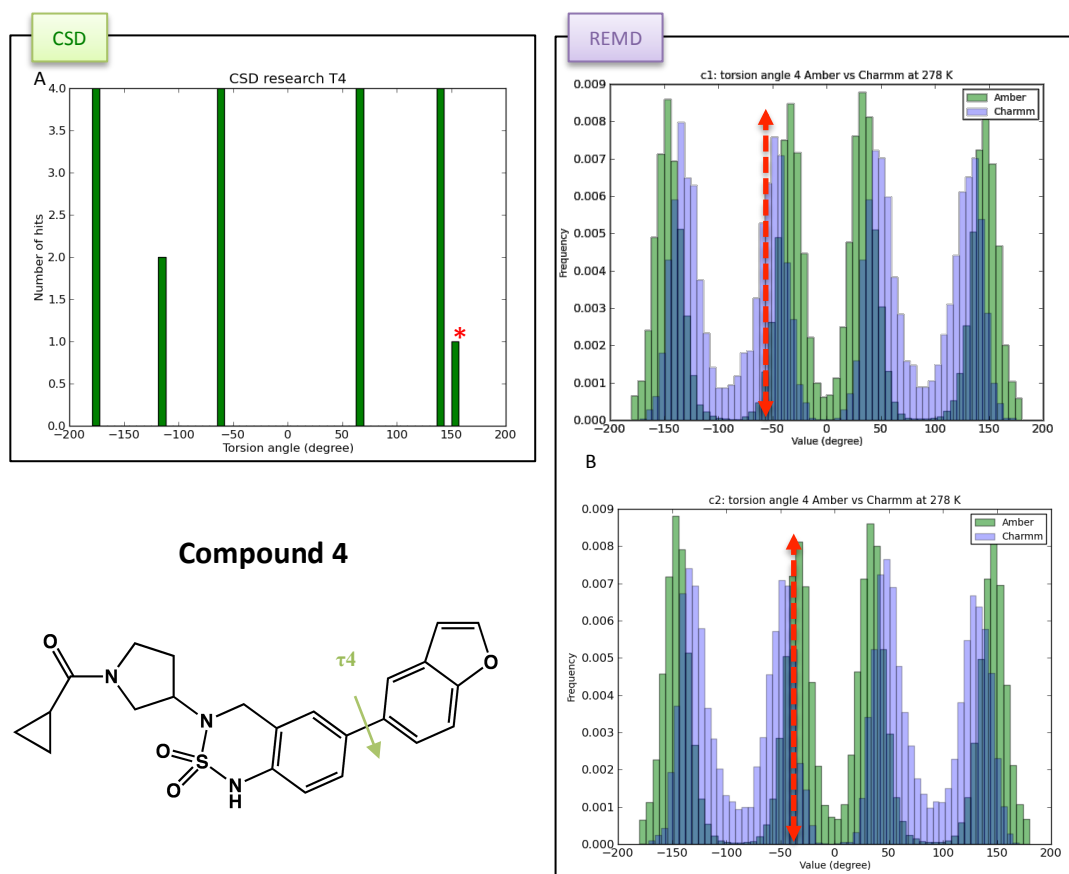 CSD
REMD
A
CSD research T4
Number of hits
4.0
3.5
3.0
2.5
2.0
1.5
1.0
0.5
0.0
*
−200 −150 −100 −50 0 50 100 150 200
Torsion angle (degree)
c1: torsion angle 4 Amber vs Charmm at 278 K
Amber
Charmm
Frequency
0.009
0.008
0.007
0.006
0.005
0.004
0.003
0.002
0.001
0.000
−200 −150 −100 −50 0 50 100 150 200
Value (degree)
B
c2: torsion angle 4 Amber vs Charmm at 278 K
Amber
Charmm
Frequency
0.009
0.008
0.007
0.006
0.005
0.004
0.003
0.002
0.001
0.000
−200 −150 −100 −50 0 50 100 150 200
Value (degree)
Compound 4
O
N
N
O
S
O
N
H
τ4
O